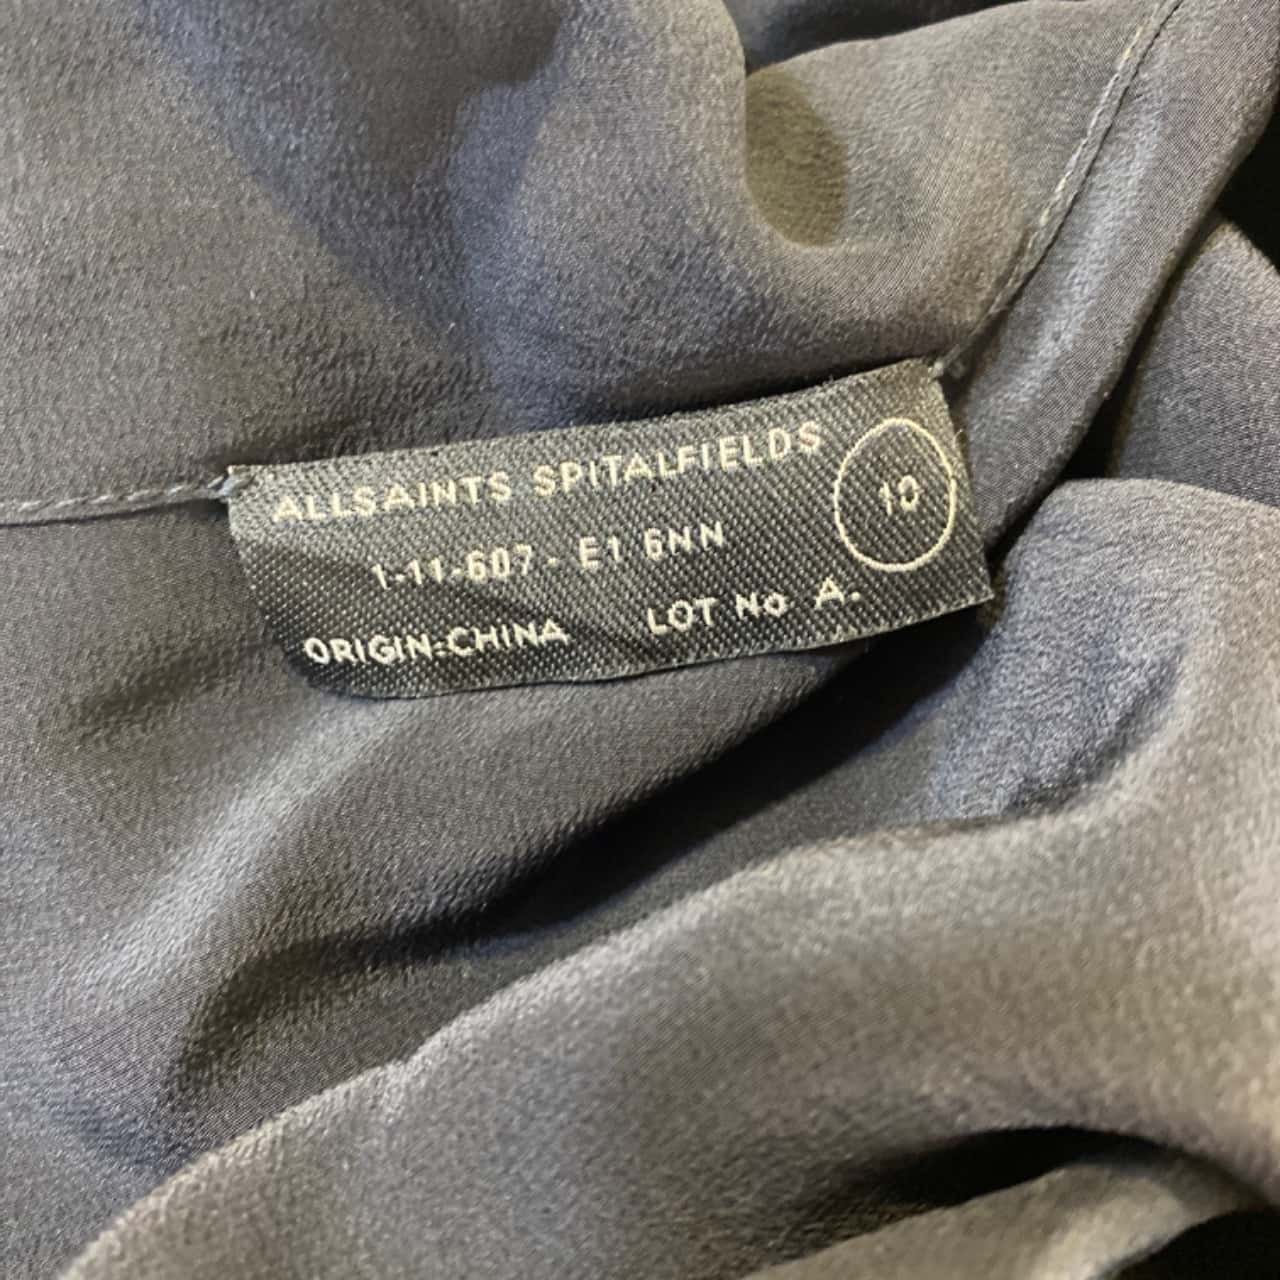 ALLSAINTS SPITALFIELDS
10
1-11-607 - E1 6NN
ORIGIN:CHINA LOT No A.